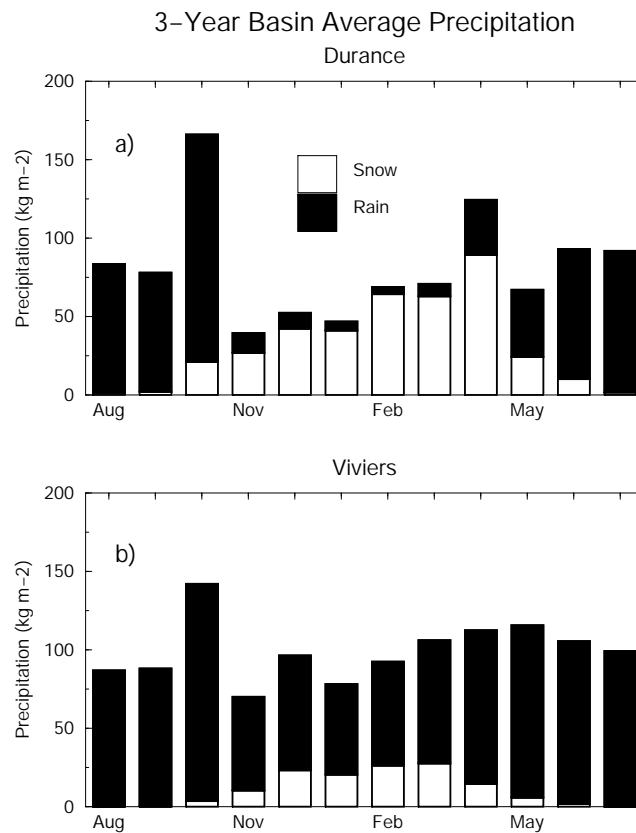 3-Year Basin Average Precipitation
Durance
200
a)
150
Snow
Rain
100
50
0
Precipitation (kg m-2)
Aug Nov Feb May
Viviers
200
b)
150
100
50
0
Precipitation (kg m-2)
Aug Nov Feb May